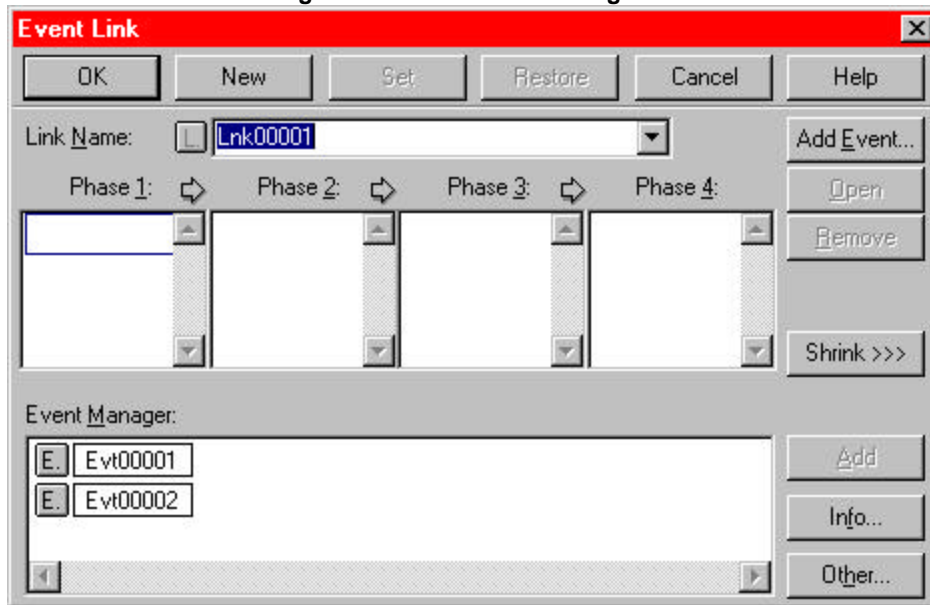 Event Link
OK New Set Restore Cancel Help
Link Name: L. Lnk00001 Add Event...
Phase 1: Phase 2: Phase 3: Phase 4: Open
Remove
Shrink >>>
Event Manager:
E. Evt00001 Add
E. Evt00002
Info...
Other...